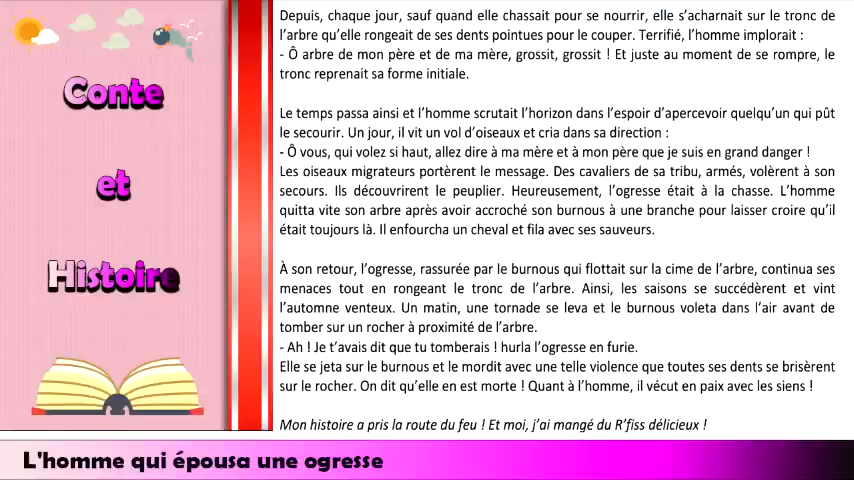 Conte
et
Histoire
Depuis, chaque jour, sauf quand elle chassait pour se nourrir, elle s’acharnait sur le tronc de
l’arbre qu’elle rongeait de ses dents pointues pour le couper. Terrifié, l’homme implorait :
- Ô arbre de mon père et de ma mère, grossit, grossit ! Et juste au moment de se rompre, le
tronc reprenait sa forme initiale.
Le temps passa ainsi et l’homme scrutait l’horizon dans l’espoir d’apercevoir quelqu’un qui pût
le secourir. Un jour, il vit un vol d’oiseaux et cria dans sa direction :
- Ô vous, qui volez si haut, allez dire à ma mère et à mon père que je suis en grand danger !
Les oiseaux migrateurs portèrent le message. Des cavaliers de sa tribu, armés, volèrent à son
secours. Ils découvrirent le peuplier. Heureusement, l’ogresse était à la chasse. L’homme
quitta vite son arbre après avoir accroché son burnous à une branche pour laisser croire qu’il
était toujours là. Il enfourcha un cheval et fila avec ses sauveurs.
À son retour, l’ogresse, rassurée par le burnous qui flottait sur la cime de l’arbre, continua ses
menaces tout en rongeant le tronc de l’arbre. Ainsi, les saisons se succédèrent et vint
l’automne venteux. Un matin, une tornade se leva et le burnous voleta dans l’air avant de
tomber sur un rocher à proximité de l’arbre.
- Ah ! Je t’avais dit que tu tomberais ! hurla l’ogresse en furie.
Elle se jeta sur le burnous et le mordit avec une telle violence que toutes ses dents se brisèrent
sur le rocher. On dit qu’elle en est morte ! Quant à l’homme, il vécut en paix avec les siens !
Mon histoire a pris la route du feu ! Et moi, j’ai mangé du R’fiss délicieux !
L'homme qui épousa une ogresse